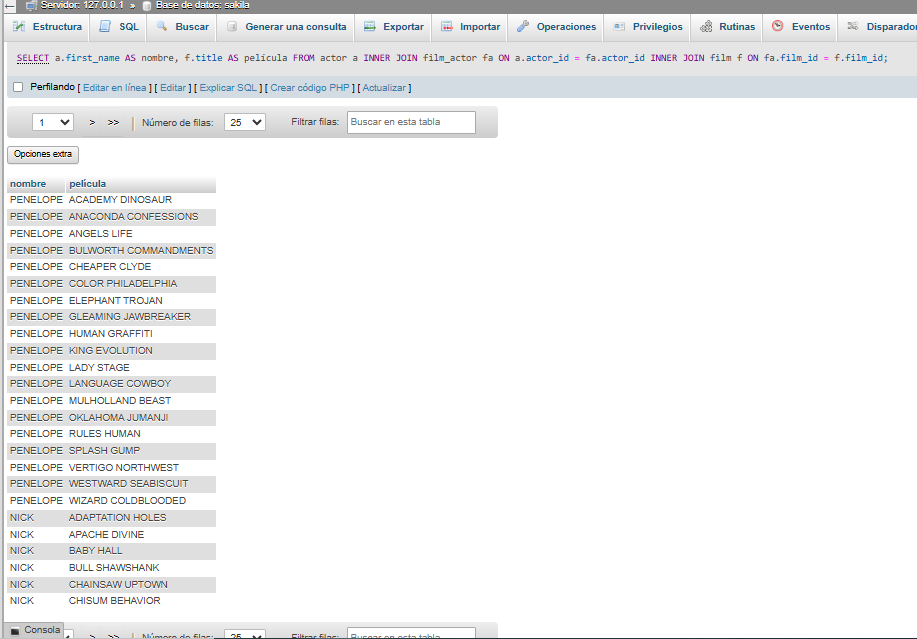 Servidor: 127.0.0.1 » Base de datos: sakila
Estructura SQL Buscar Generar una consulta Exportar Importar Operaciones Privilegios Rutinas Eventos Disparador
SELECT a.first_name AS nombre, f.title AS película FROM actor a INNER JOIN film_actor fa ON a.actor_id = fa.actor_id INNER JOIN film f ON fa.film_id = f.film_id;
Perfilando [ Editar en línea ] [ Editar ] [ Explicar SQL ] [ Crear código PHP ] [ Actualizar ]
1 > >> | Número de filas: 25 Filtrar filas: Buscar en esta tabla
Opciones extra
nombre película
PENELOPE ACADEMY DINOSAUR
PENELOPE ANACONDA CONFESSIONS
PENELOPE ANGELS LIFE
PENELOPE BULWORTH COMMANDMENTS
PENELOPE CHEAPER CLYDE
PENELOPE COLOR PHILADELPHIA
PENELOPE ELEPHANT TROJAN
PENELOPE GLEAMING JAWBREAKER
PENELOPE HUMAN GRAFFITI
PENELOPE KING EVOLUTION
PENELOPE LADY STAGE
PENELOPE LANGUAGE COWBOY
PENELOPE MULHOLLAND BEAST
PENELOPE OKLAHOMA JUMANJI
PENELOPE RULES HUMAN
PENELOPE SPLASH GUMP
PENELOPE VERTIGO NORTHWEST
PENELOPE WESTWARD SEABISCUIT
PENELOPE WIZARD COLDBLOODED
NICK ADAPTATION HOLES
NICK APACHE DIVINE
NICK BABY HALL
NICK BULL SHAWSHANK
NICK CHAINSAW UPTOWN
NICK CHISUM BEHAVIOR
Consola > >> | Número de filas: 25 Filtrar filas: Buscar en esta tabla